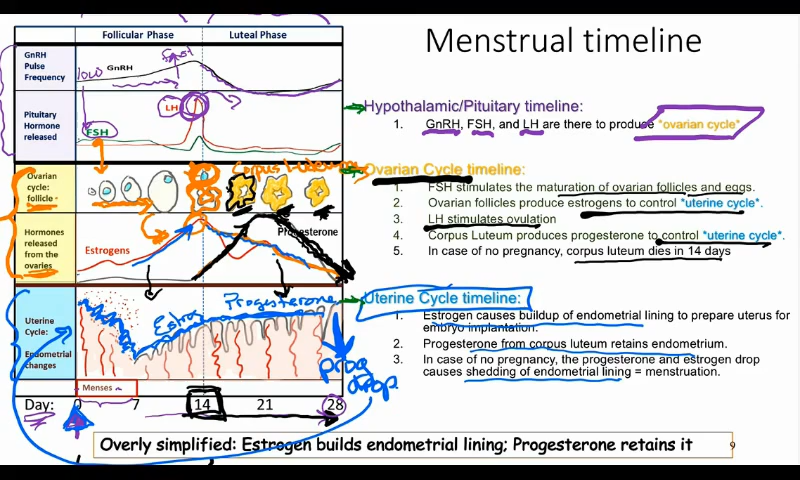 Menstrual timeline
Follicular Phase
Luteal Phase
GnRH
Pulse
Frequency
GnRH
low
fast
Pituitary
Hormone
released
LH
FSH
Hypothalamic/Pituitary timeline:
1. GnRH, FSH, and LH are there to produce *ovarian cycle*
Ovarian
cycle:
follicle
Corpus Luteum
Ovarian Cycle timeline:
1. FSH stimulates the maturation of ovarian follicles and eggs.
2. Ovarian follicles produce estrogens to control *uterine cycle*.
3. LH stimulates ovulation
4. Corpus Luteum produces progesterone to control *uterine cycle*.
5. In case of no pregnancy, corpus luteum dies in 14 days
Hormones
released
from the
ovaries
Estrogens
Progesterone
Uterine
Cycle:
Endometrial
changes
Estro
Progesterone
prog
drop
Uterine Cycle timeline:
1. Estrogen causes buildup of endometrial lining to prepare uterus for
embryo implantation.
2. Progesterone from corpus luteum retains endometrium.
3. In case of no pregnancy, the progesterone and estrogen drop
causes shedding of endometrial lining = menstruation.
Menses
Day: 0 7 14 21 28
Overly simplified: Estrogen builds endometrial lining; Progesterone retains it
9